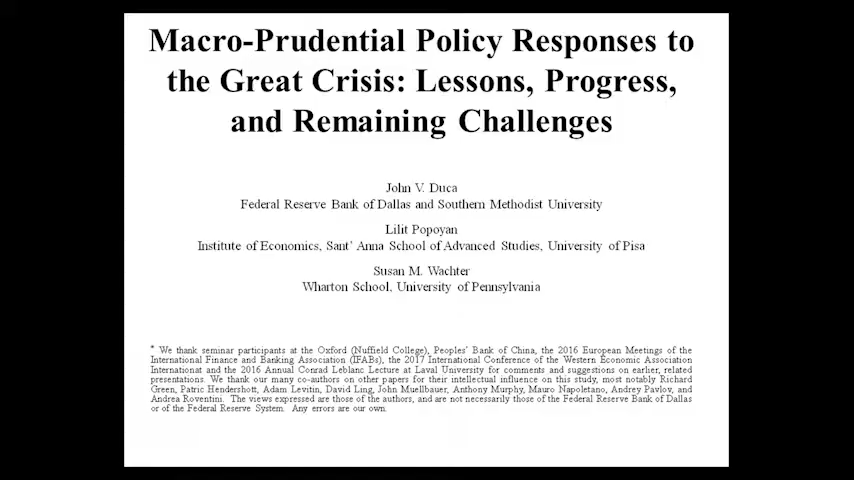 Macro-Prudential Policy Responses to
the Great Crisis: Lessons, Progress,
and Remaining Challenges
John V. Duca
Federal Reserve Bank of Dallas and Southern Methodist University
Lilit Popoyan
Institute of Economics, Sant' Anna School of Advanced Studies, University of Pisa
Susan M. Wachter
Wharton School, University of Pennsylvania
* We thank seminar participants at the Oxford (Nuffield College), Peoples' Bank of China, the 2016 European Meetings of the
International Finance and Banking Association (IFABs), the 2017 International Conference of the Western Economic Association
Internationat and the 2016 Annual Conrad Leblanc Lecture at Laval University for comments and suggestions on earlier, related
presentations. We thank our many co-authors on other papers for their intellectual influence on this study, most notably Richard
Green, Patric Hendershott, Adam Levitin, David Ling, John Muellbauer, Anthony Murphy, Mauro Napoletano, Andrey Pavlov, and
Andrea Roventini. The views expressed are those of the authors, and are not necessarily those of the Federal Reserve Bank of Dallas
or of the Federal Reserve System. Any errors are our own.